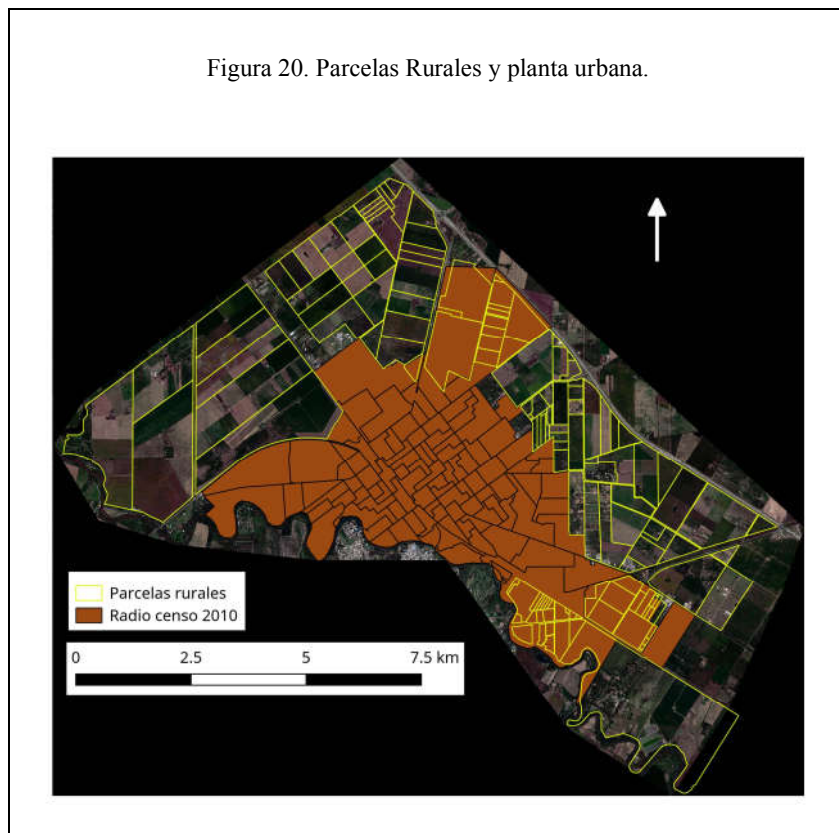 Figura 20. Parcelas Rurales y planta urbana.
Parcelas rurales
Radio censo 2010
0 2.5 5 7.5 km